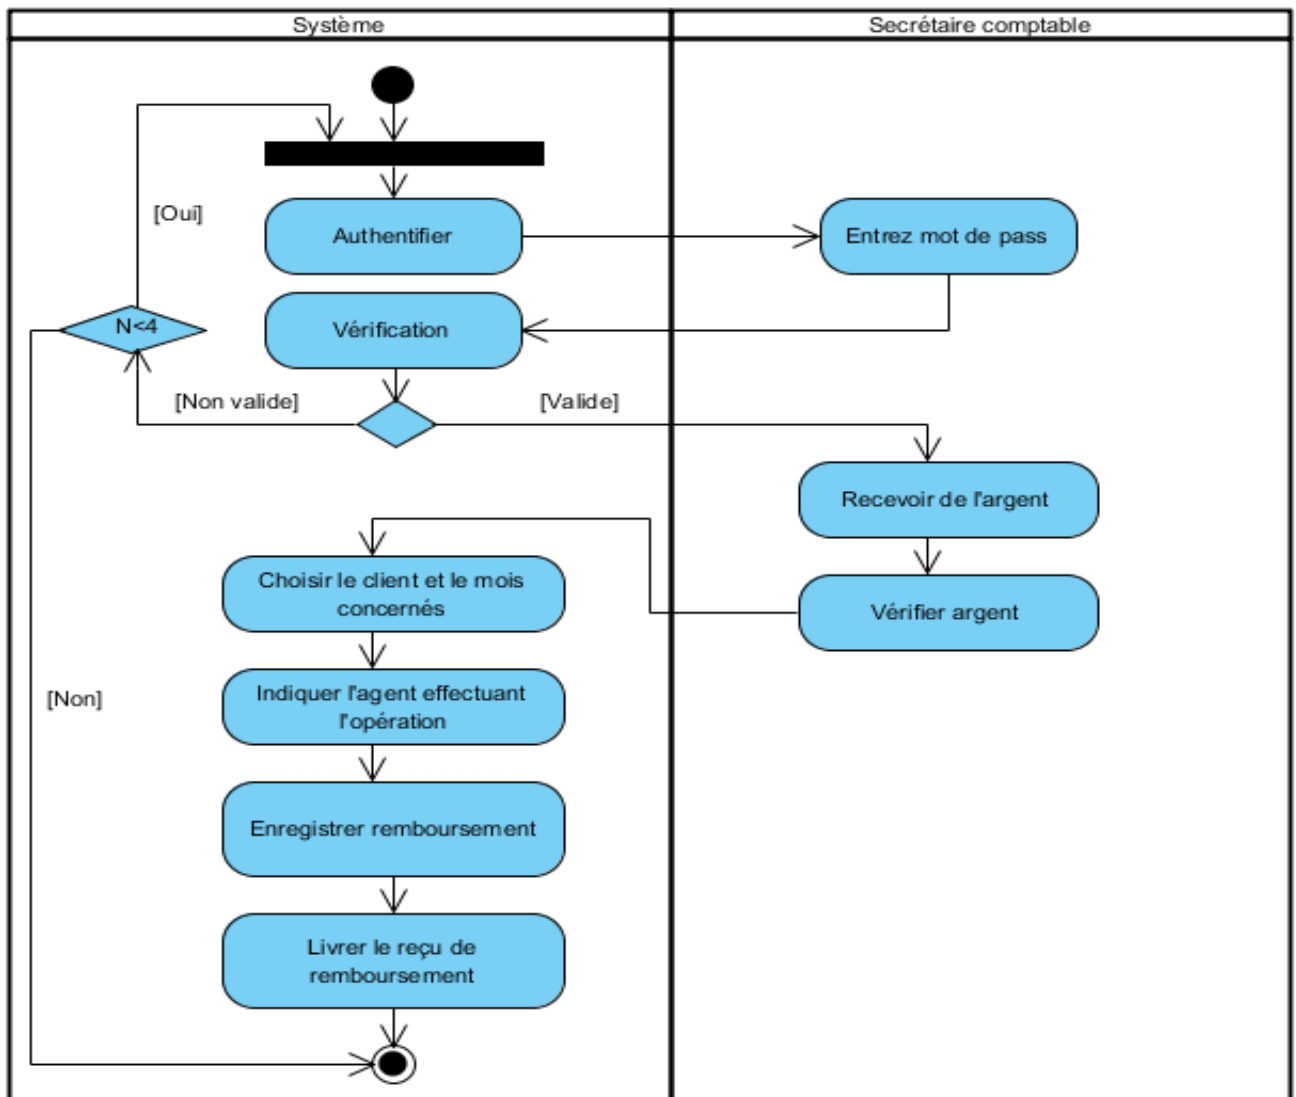 Système
Secrétaire comptable
[Oui]
Authentifier
Entrez mot de pass
N<4
Vérification
[Non valide]
[Valide]
Recevoir de l'argent
Choisir le client et le mois
concernés
Vérifier argent
[Non]
Indiquer l'agent effectuant
l'opération
Enregistrer remboursement
Livrer le reçu de
remboursement